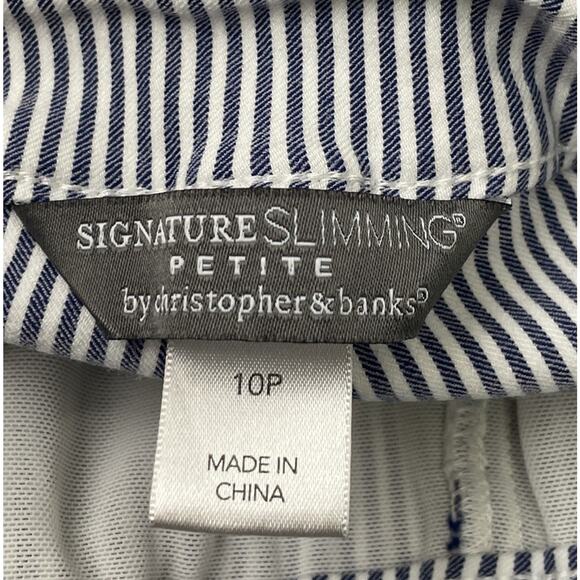 SIGNATURE SLIMMING®
PETITE
by christopher & banks®
10P
MADE IN
CHINA